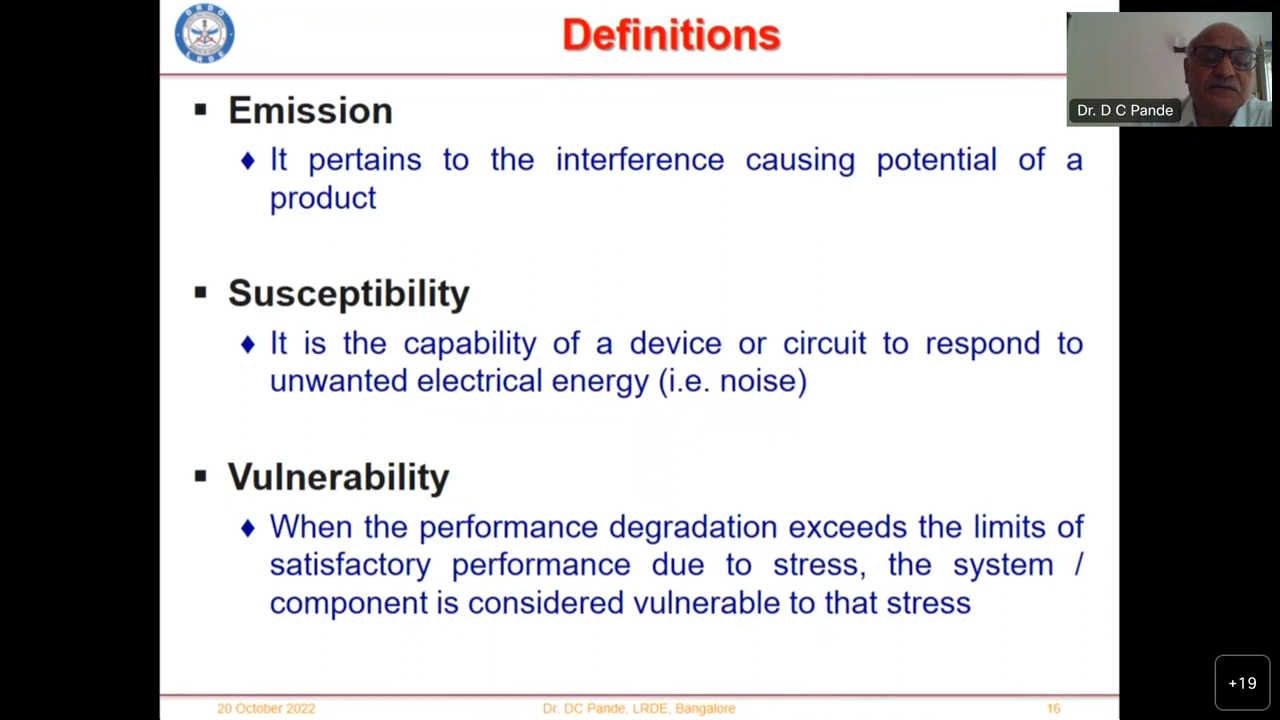 DRDO
LRDE
Definitions
Dr. D C Pande
▪ Emission
♦ It pertains to the interference causing potential of a
product
▪ Susceptibility
♦ It is the capability of a device or circuit to respond to
unwanted electrical energy (i.e. noise)
▪ Vulnerability
♦ When the performance degradation exceeds the limits of
satisfactory performance due to stress, the system /
component is considered vulnerable to that stress
20 October 2022
Dr. DC Pande, LRDE, Bangalore
16
+19